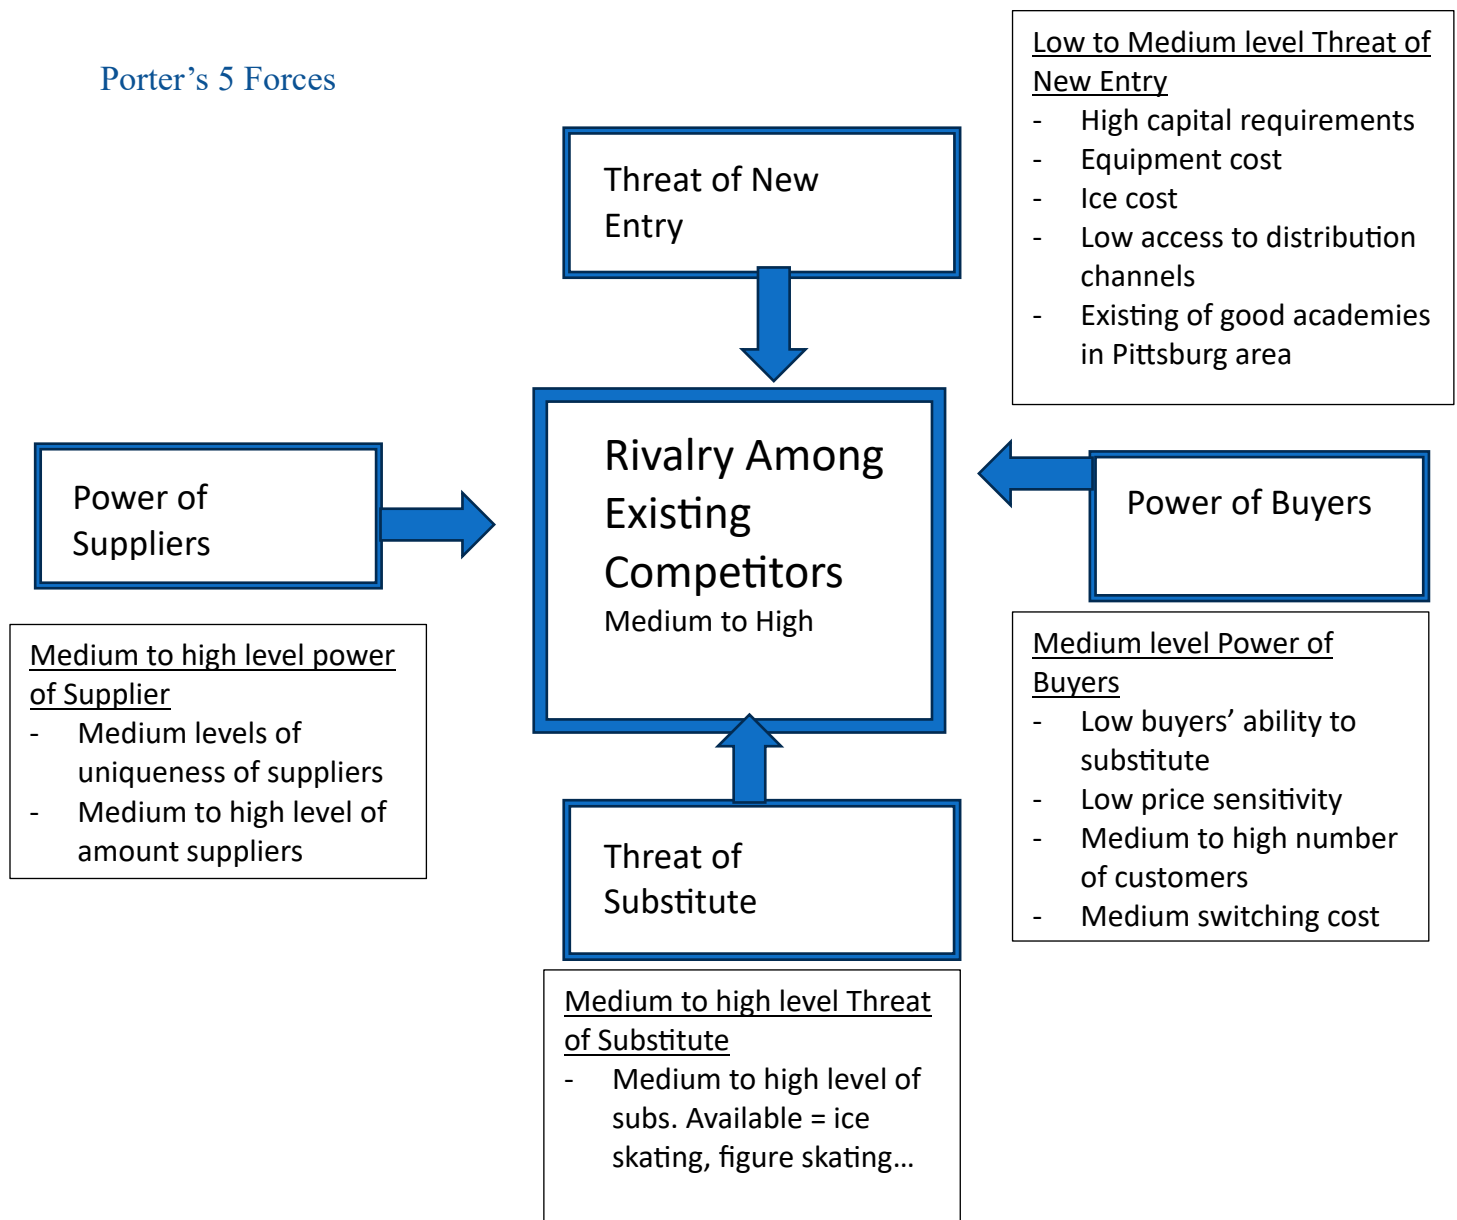 Porter's 5 Forces
Low to Medium level Threat of
New Entry
- High capital requirements
- Equipment cost
- Ice cost
- Low access to distribution
channels
- Existing of good academies
in Pittsburg area
Threat of New
Entry
Power of
Suppliers
Rivalry Among
Existing
Competitors
Medium to High
Power of Buyers
Medium to high level power
of Supplier
- Medium levels of
uniqueness of suppliers
- Medium to high level of
amount suppliers
Medium level Power of
Buyers
- Low buyers' ability to
substitute
- Low price sensitivity
- Medium to high number
of customers
- Medium switching cost
Threat of
Substitute
Medium to high level Threat
of Substitute
- Medium to high level of
subs. Available = ice
skating, figure skating…